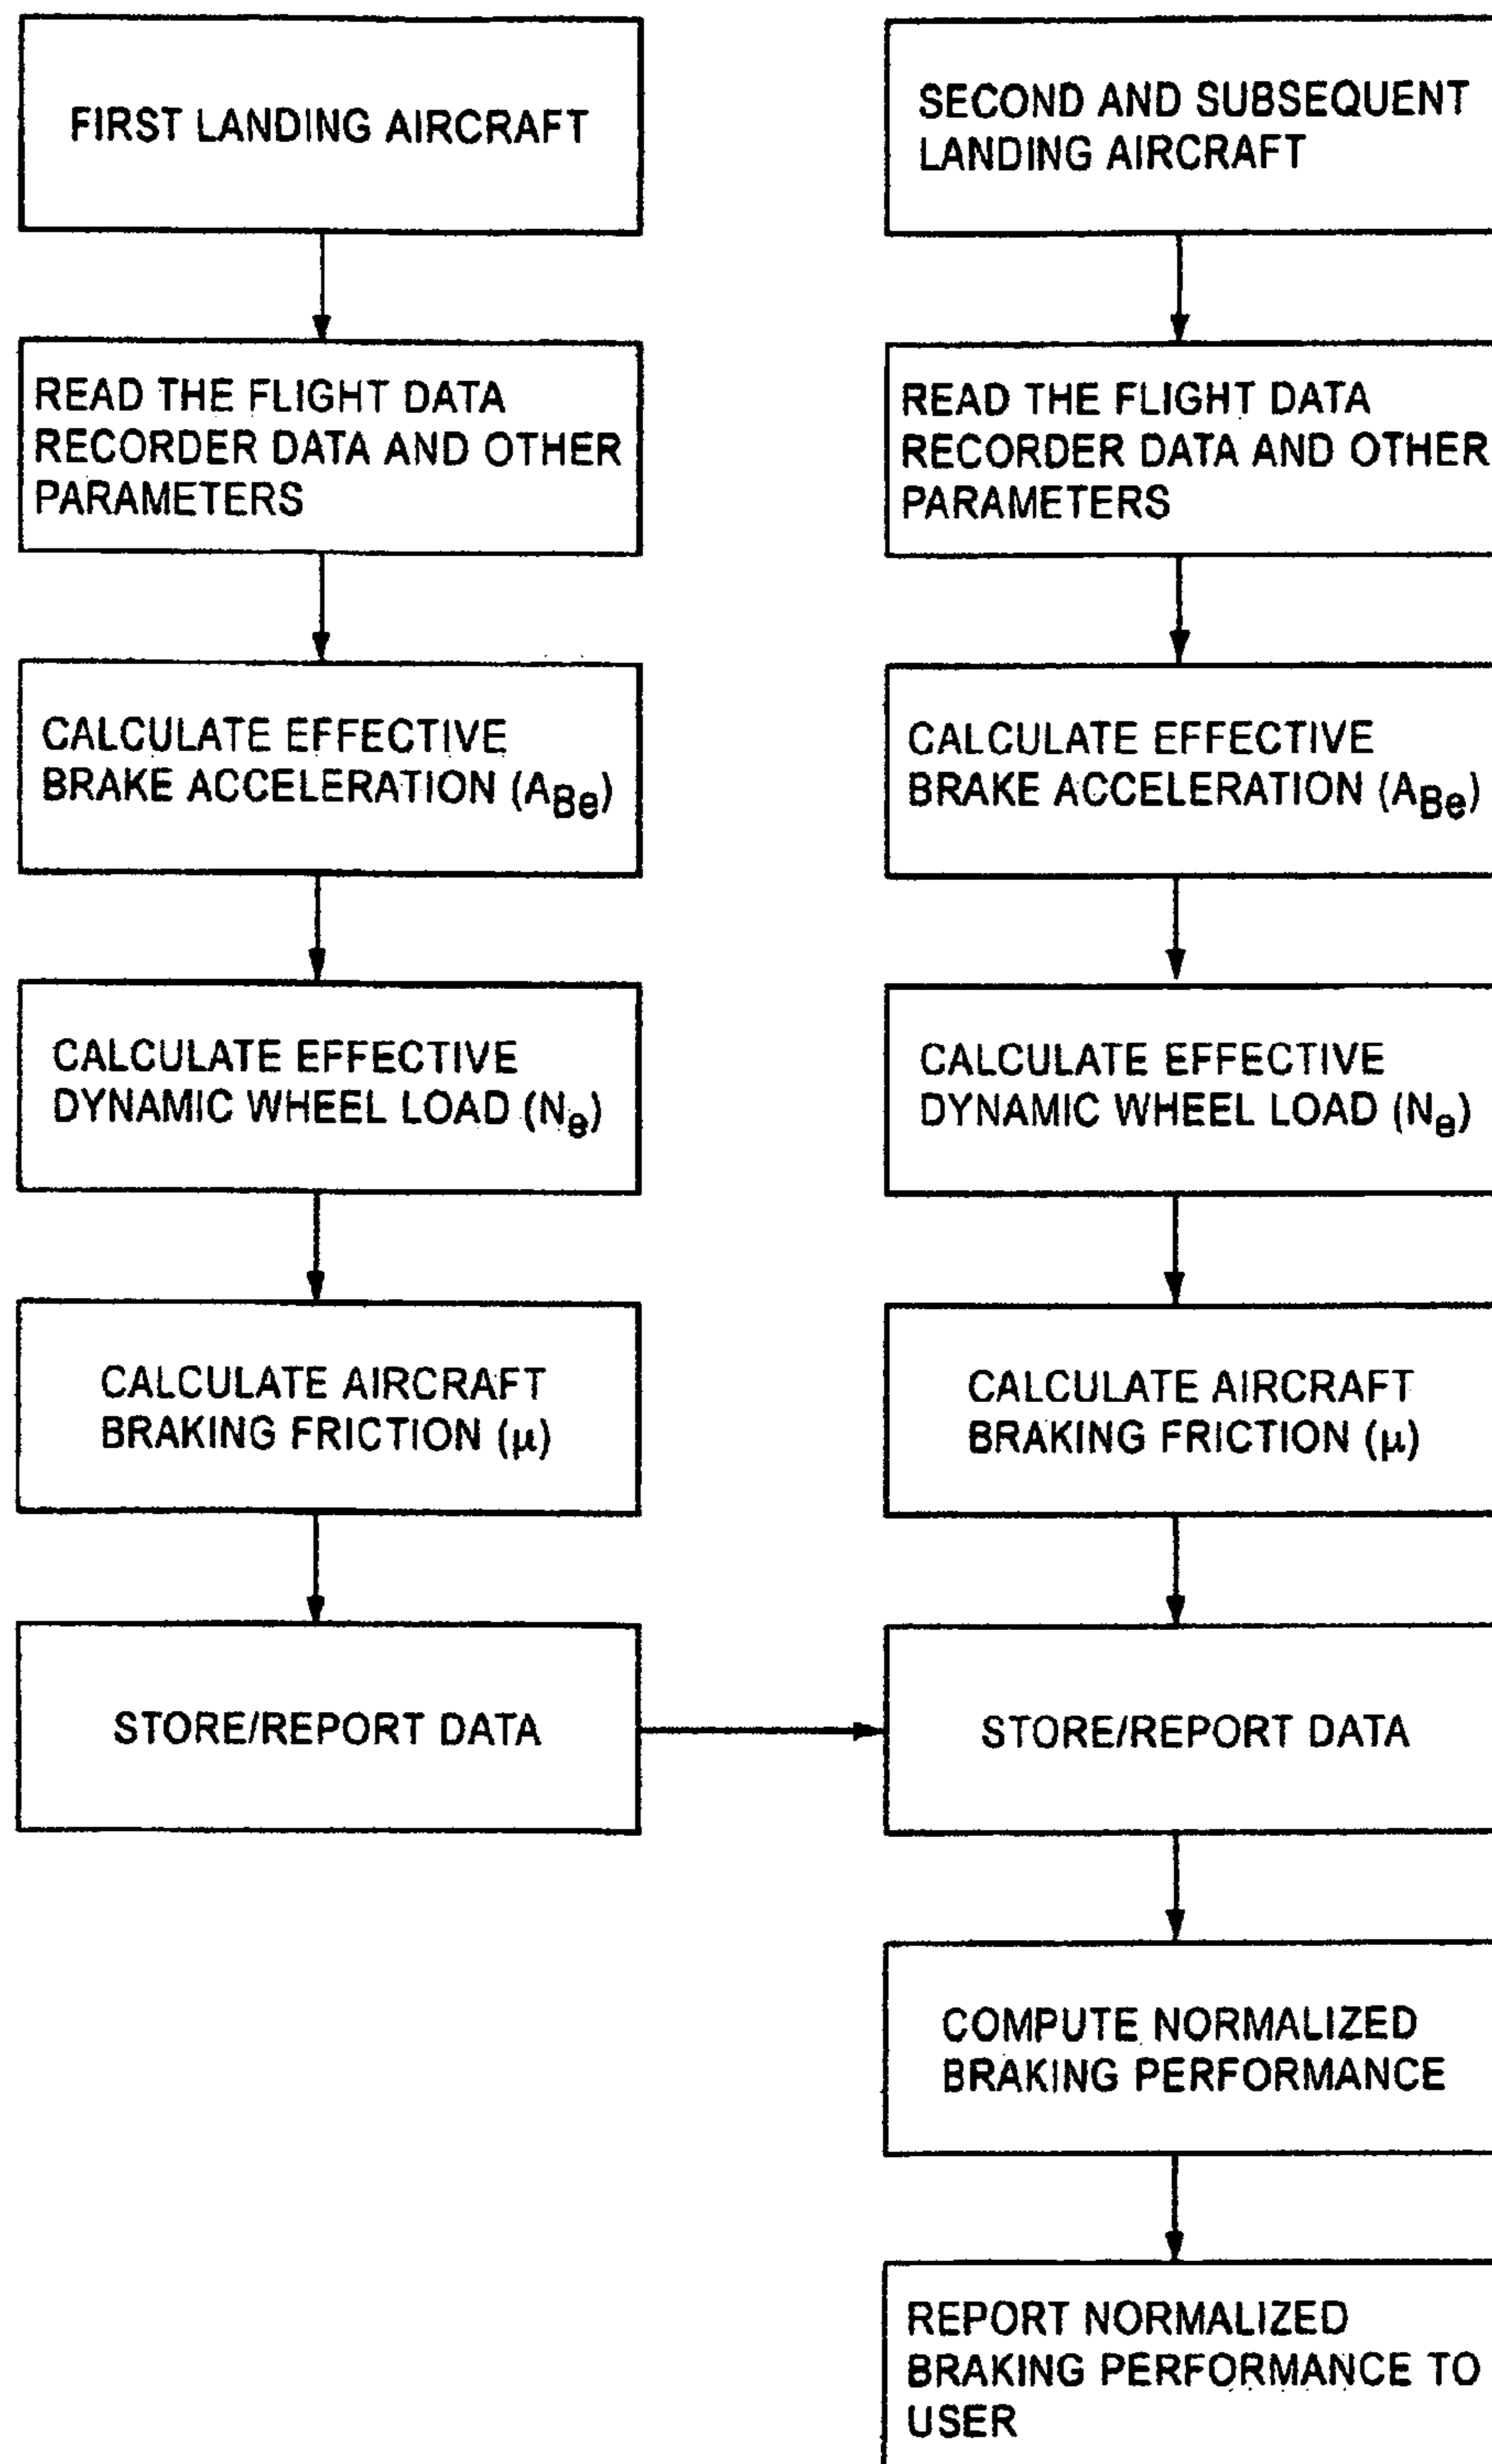 FIRST LANDING AIRCRAFT
READ THE FLIGHT DATA
RECORDER DATA AND OTHER
PARAMETERS
CALCULATE EFFECTIVE
BRAKE ACCELERATION (ABe)
CALCULATE EFFECTIVE
DYNAMIC WHEEL LOAD (Ne)
CALCULATE AIRCRAFT
BRAKING FRICTION (μ)
STORE/REPORT DATA
SECOND AND SUBSEQUENT
LANDING AIRCRAFT
READ THE FLIGHT DATA
RECORDER DATA AND OTHER
PARAMETERS
CALCULATE EFFECTIVE
BRAKE ACCELERATION (ABe)
CALCULATE EFFECTIVE
DYNAMIC WHEEL LOAD (Ne)
CALCULATE AIRCRAFT
BRAKING FRICTION (μ)
STORE/REPORT DATA
COMPUTE NORMALIZED
BRAKING PERFORMANCE
REPORT NORMALIZED
BRAKING PERFORMANCE TO
USER